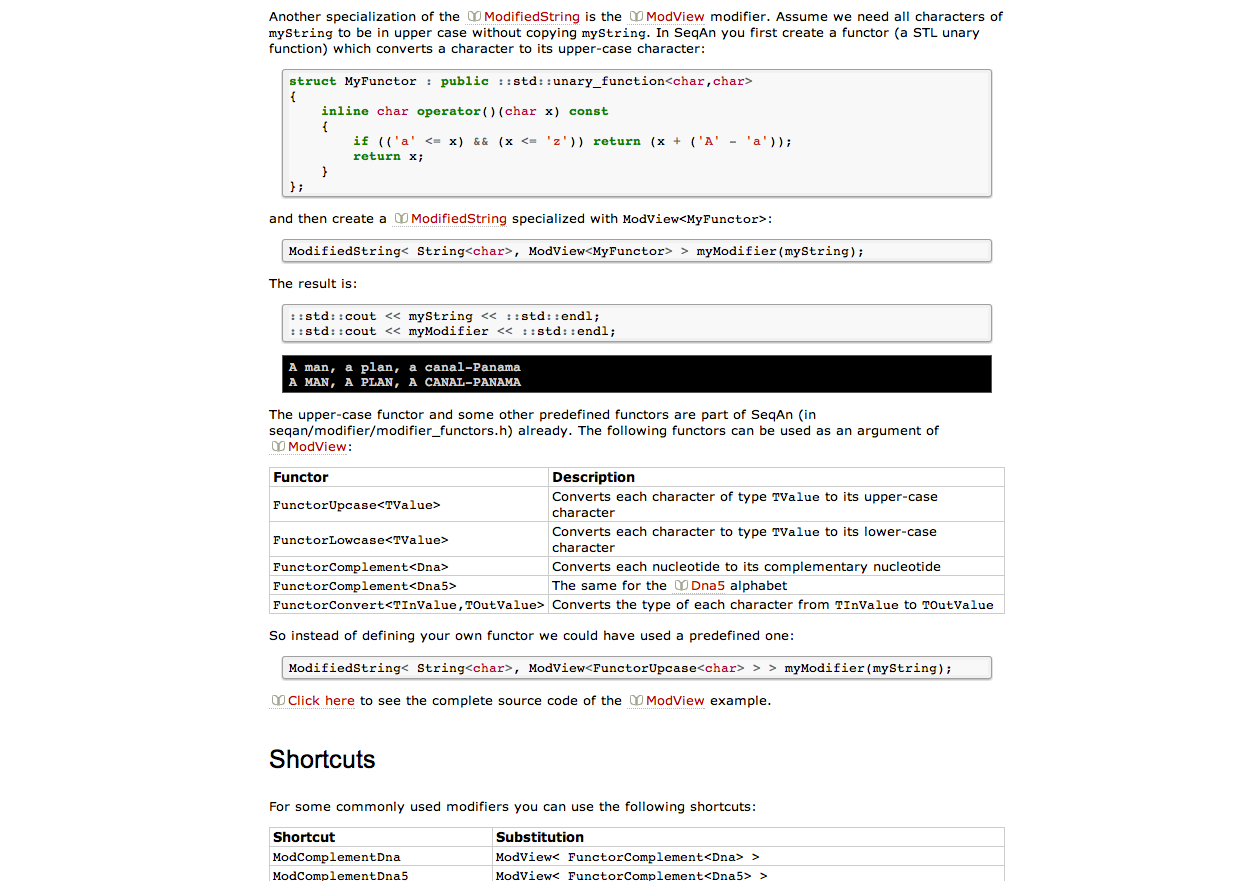 Another specialization of the ModifiedString is the ModView modifier. Assume we need all characters of
myString to be in upper case without copying myString. In SeqAn you first create a functor (a STL unary
function) which converts a character to its upper-case character:
struct MyFunctor : public ::std::unary_function<char,char>
{
    inline char operator()(char x) const
    {
        if (('a' <= x) && (x <= 'z')) return (x + ('A' - 'a'));
        return x;
    }
};
and then create a ModifiedString specialized with ModView<MyFunctor>:
ModifiedString< String<char>, ModView<MyFunctor> > myModifier(myString);
The result is:
::std::cout << myString << ::std::endl;
::std::cout << myModifier << ::std::endl;
A man, a plan, a canal-Panama
A MAN, A PLAN, A CANAL-PANAMA
The upper-case functor and some other predefined functors are part of SeqAn (in
seqan/modifier/modifier_functors.h) already. The following functors can be used as an argument of
ModView:
Functor Description
FunctorUpcase<TValue> Converts each character of type TValue to its upper-case
character
FunctorLowcase<TValue> Converts each character to type TValue to its lower-case
character
FunctorComplement<Dna> Converts each nucleotide to its complementary nucleotide
FunctorComplement<Dna5> The same for the Dna5 alphabet
FunctorConvert<TInValue,TOutValue> Converts the type of each character from TInValue to TOutValue
So instead of defining your own functor we could have used a predefined one:
ModifiedString< String<char>, ModView<FunctorUpcase<char> > > myModifier(myString);
Click here to see the complete source code of the ModView example.
Shortcuts
For some commonly used modifiers you can use the following shortcuts:
Shortcut Substitution
ModComplementDna ModView< FunctorComplement<Dna> >
ModComplementDna5 ModView< FunctorComplement<Dna5> >